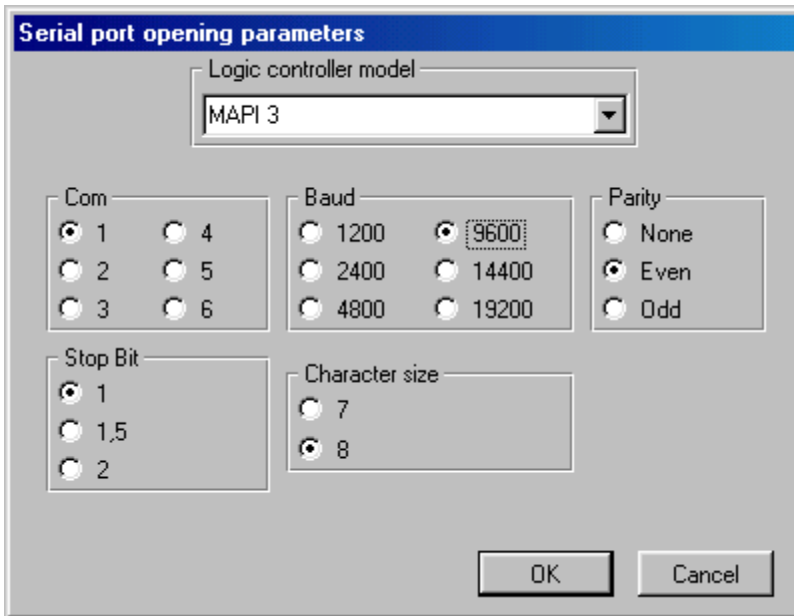 Serial port opening parameters
Logic controller model
MAPI 3
Com
1 4
2 5
3 6
Baud
1200 9600
2400 14400
4800 19200
Parity
None
Even
Odd
Stop Bit
1
1,5
2
Character size
7
8
OK Cancel